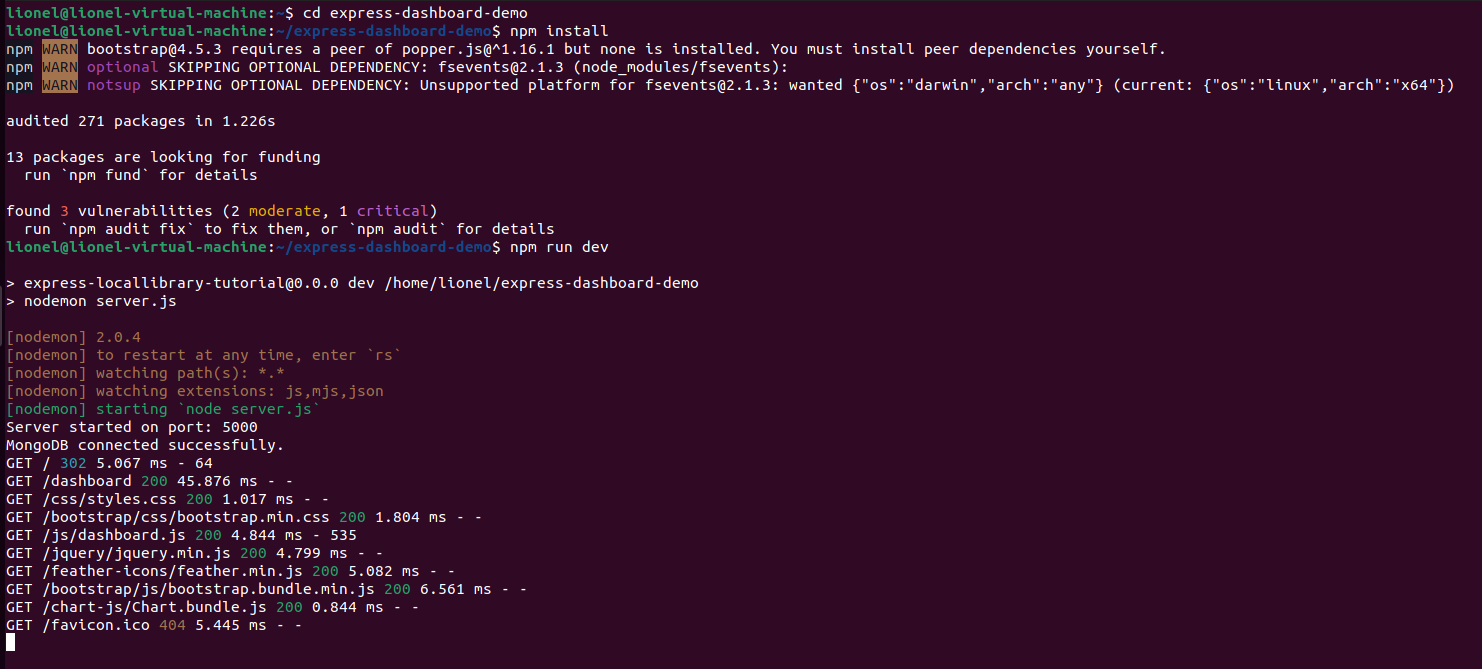 lionel@lionel-virtual-machine:~$ cd express-dashboard-demo
lionel@lionel-virtual-machine:~/express-dashboard-demo$ npm install
npm WARN bootstrap@4.5.3 requires a peer of popper.js@^1.16.1 but none is installed. You must install peer dependencies yourself.
npm WARN optional SKIPPING OPTIONAL DEPENDENCY: fsevents@2.1.3 (node_modules/fsevents):
npm WARN notsup SKIPPING OPTIONAL DEPENDENCY: Unsupported platform for fsevents@2.1.3: wanted {"os":"darwin","arch":"any"} (current: {"os":"linux","arch":"x64"})
audited 271 packages in 1.226s
13 packages are looking for funding
  run `npm fund` for details
found 3 vulnerabilities (2 moderate, 1 critical)
  run `npm audit fix` to fix them, or `npm audit` for details
lionel@lionel-virtual-machine:~/express-dashboard-demo$ npm run dev
> express-locallibrary-tutorial@0.0.0 dev /home/lionel/express-dashboard-demo
> nodemon server.js
[nodemon] 2.0.4
[nodemon] to restart at any time, enter `rs`
[nodemon] watching path(s): *.*
[nodemon] watching extensions: js,mjs,json
[nodemon] starting `node server.js`
Server started on port: 5000
MongoDB connected successfully.
GET / 302 5.067 ms - 64
GET /dashboard 200 45.876 ms - -
GET /css/styles.css 200 1.017 ms - -
GET /bootstrap/css/bootstrap.min.css 200 1.804 ms - -
GET /js/dashboard.js 200 4.844 ms - 535
GET /jquery/jquery.min.js 200 4.799 ms - -
GET /feather-icons/feather.min.js 200 5.082 ms - -
GET /bootstrap/js/bootstrap.bundle.min.js 200 6.561 ms - -
GET /chart-js/Chart.bundle.js 200 0.844 ms - -
GET /favicon.ico 404 5.445 ms - -